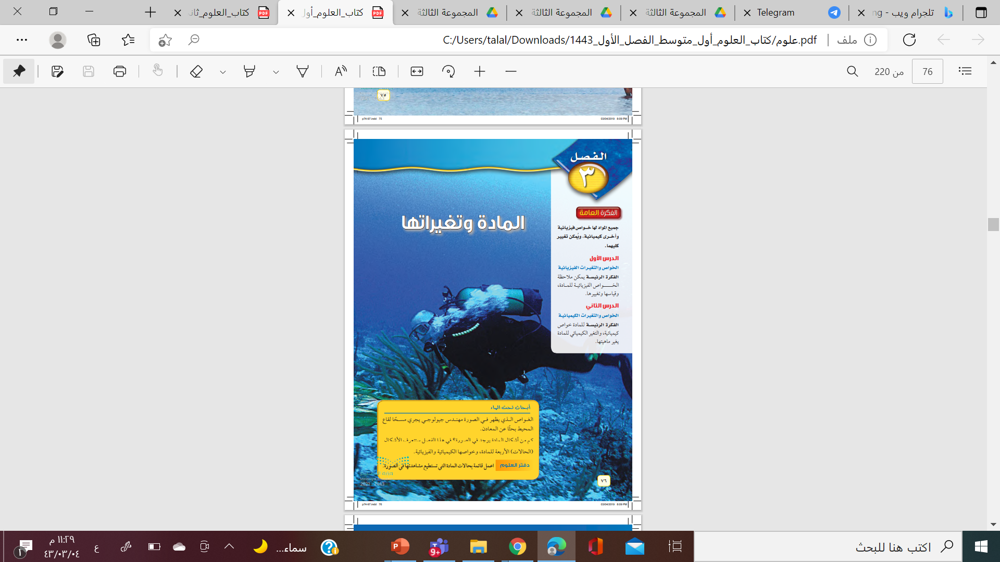 تلجرام ويب - ng
Telegram
المجموعة الثالثة
المجموعة الثالثة
المجموعة الثالثة
كتاب_العلوم_أول
كتاب_العلوم_ثان
ملف
C:/Users/talal/Downloads/علوم/كتاب_العلوم_أول_متوسط_الفصل_الأول_1443.pdf
76
من 220
٧٥
p74-97.indd 75
03/04/2019 8:09 PM
الفصل
٣
الفكرة العامة
جميع المواد لها خواص فيزيائية
وأخرى كيميائية، ويُمكن تغيير
كليهما.
الدرس الأول
الخواص والتغيرات الفيزيائية
الفكرة الرئيسة يمكن ملاحظة
الخواص الفيزيائية للمادة،
وقياسها وتغييرها.
الدرس الثاني
الخواص والتغيرات الكيميائية
الفكرة الرئيسة للمادة خواص
كيميائية، والتغير الكيميائي للمادة
يغير ماهيتها.
المادة وتغيراتها
أبحاث تحت الماء
الغواص الذي يظهر في الصورة مهندس جيولوجي يجري مسحًا لقاع
المحيط بحثًا عن المعادن.
كم من أشكال المادة يوجد في الصورة؟ في هذا الفصل ستتعرف الأشكال
(الحالات) الأربعة للمادة، وخواصها الكيميائية والفيزيائية.
دفتر العلوم اعمل قائمة بحالات المادة التي تستطيع مشاهدتها في الصورة.
2021 - 1443
٧٦
p74-97.indd 76
03/04/2019 8:09 PM
اكتب هنا للبحث
9+
سماء...
ع
١١:٢٩ م
٤٣/٠٣/٠٤
١